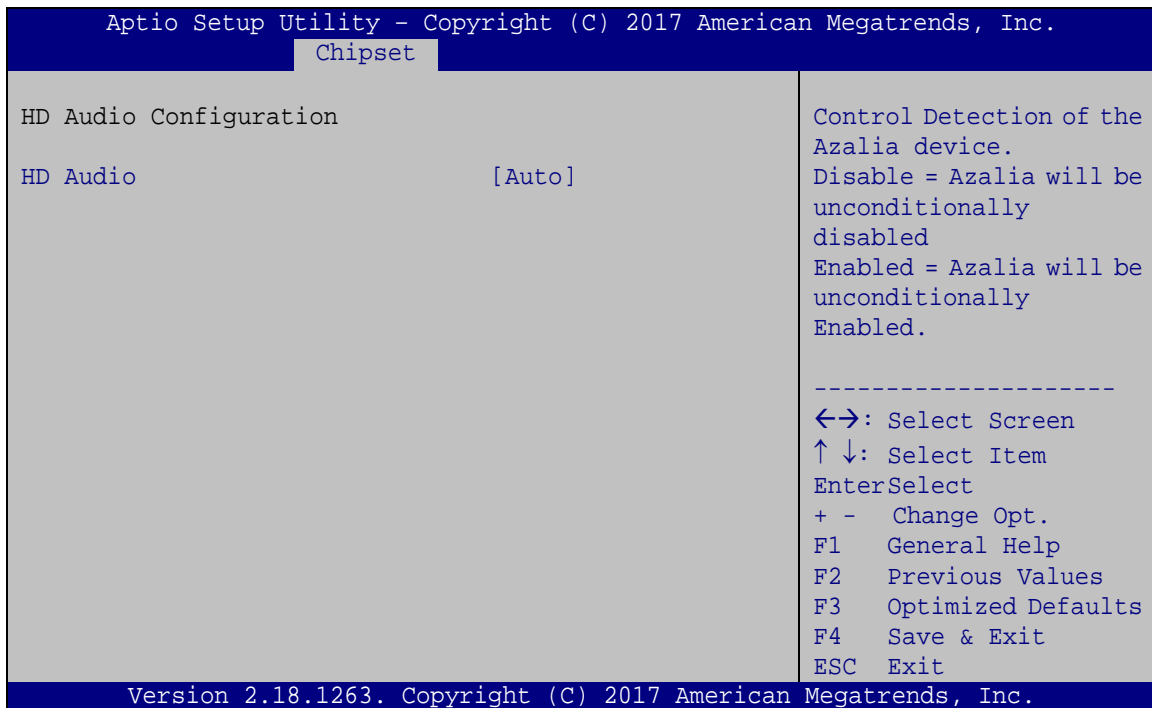 Aptio Setup Utility – Copyright (C) 2017 American Megatrends, Inc.
Chipset
HD Audio Configuration
HD Audio [Auto]
Control Detection of the
Azalia device.
Disable = Azalia will be
unconditionally
disabled
Enabled = Azalia will be
unconditionally
Enabled.
---------------------
←→: Select Screen
↑ ↓: Select Item
EnterSelect
+ - Change Opt.
F1 General Help
F2 Previous Values
F3 Optimized Defaults
F4 Save & Exit
ESC Exit
Version 2.18.1263. Copyright (C) 2017 American Megatrends, Inc.